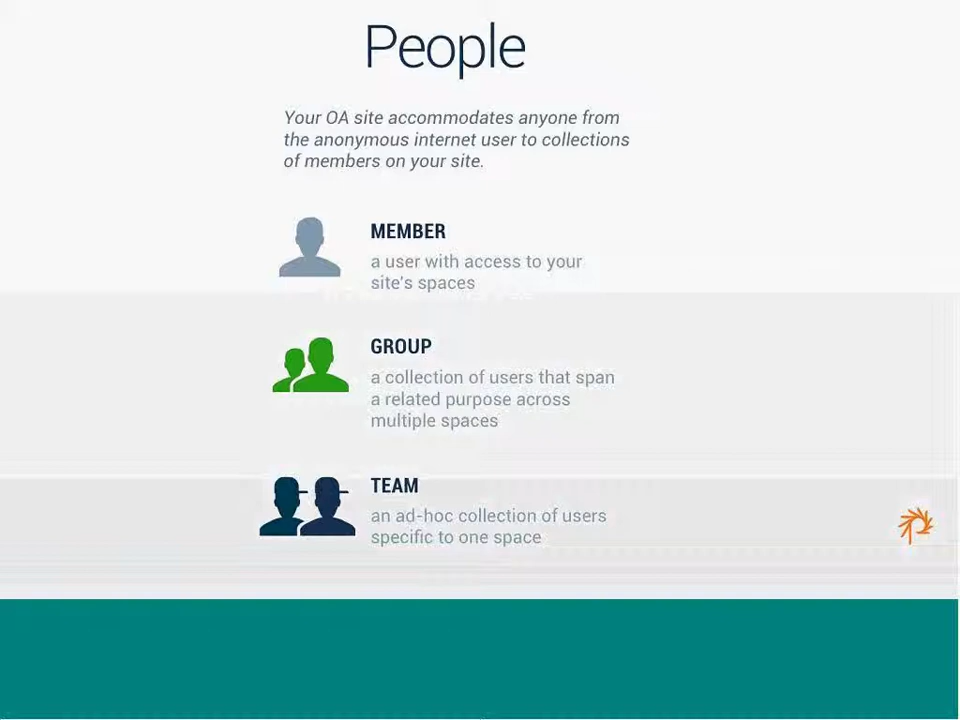 People
Your OA site accommodates anyone from
the anonymous internet user to collections
of members on your site.
MEMBER
a user with access to your
site's spaces
GROUP
a collection of users that span
a related purpose across
multiple spaces
TEAM
an ad-hoc collection of users
specific to one space